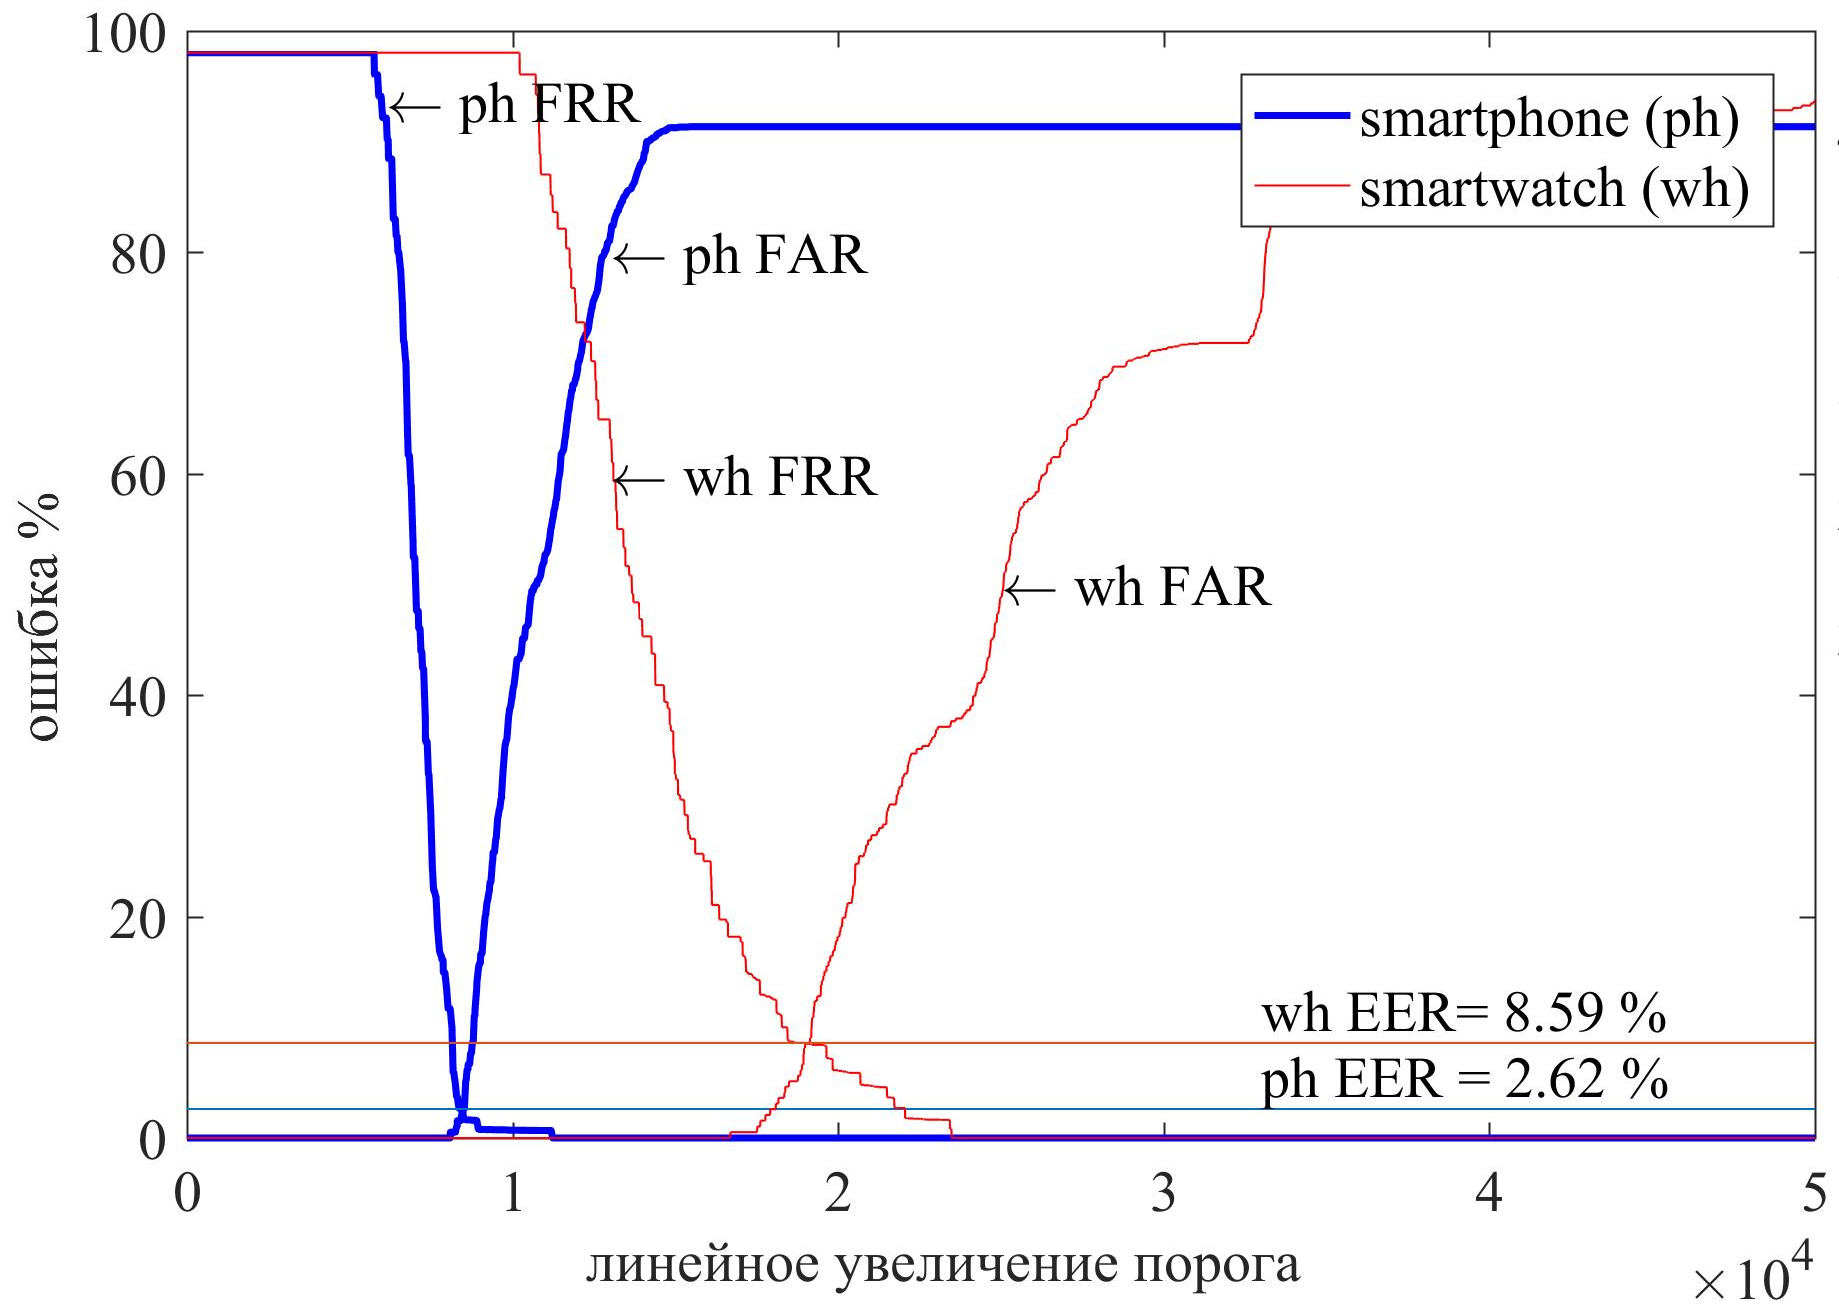 100
80
60
40
20
0
ошибка %
ph FRR
ph FAR
wh FRR
wh FAR
smartphone (ph)
smartwatch (wh)
wh EER= 8.59 %
ph EER = 2.62 %
0 1 2 3 4 5
линейное увеличение порога
×10⁴